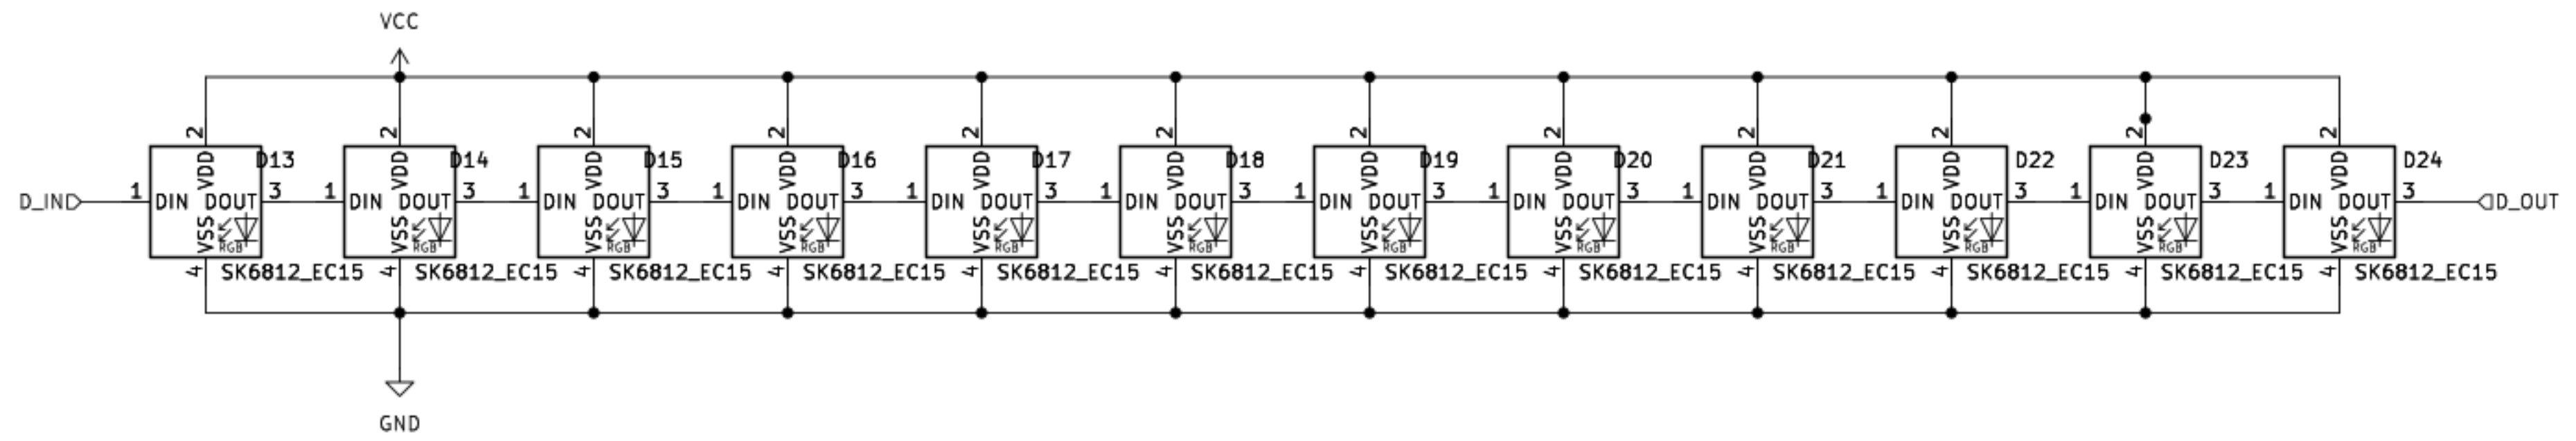 VCC
2 2 2 2 2 2 2 2 2 2 2 2
D13 D14 D15 D16 D17 D18 D19 D20 D21 D22 D23 D24
VDD VDD VDD VDD VDD VDD VDD VDD VDD VDD VDD VDD
D_IN 1 DIN DOUT 3 1 DIN DOUT 3 1 DIN DOUT 3 1 DIN DOUT 3 1 DIN DOUT 3 1 DIN DOUT 3 1 DIN DOUT 3 1 DIN DOUT 3 1 DIN DOUT 3 1 DIN DOUT 3 1 DIN DOUT 3 1 DIN DOUT 3 D_OUT
VSS RGB VSS RGB VSS RGB VSS RGB VSS RGB VSS RGB VSS RGB VSS RGB VSS RGB VSS RGB VSS RGB VSS RGB
4 SK6812_EC15 4 SK6812_EC15 4 SK6812_EC15 4 SK6812_EC15 4 SK6812_EC15 4 SK6812_EC15 4 SK6812_EC15 4 SK6812_EC15 4 SK6812_EC15 4 SK6812_EC15 4 SK6812_EC15 4 SK6812_EC15
GND